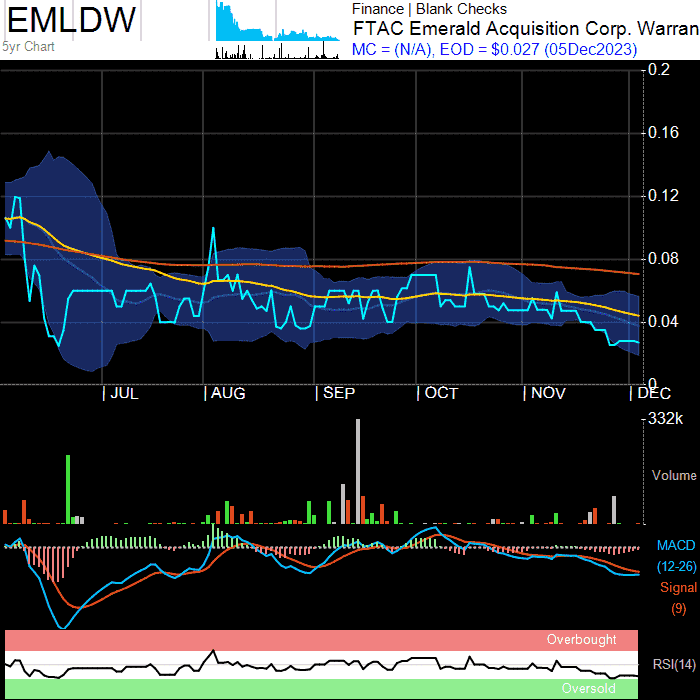 EMLDW
5yr Chart
Finance | Blank Checks
FTAC Emerald Acquisition Corp. Warran
MC = (N/A), EOD = $0.027 (05Dec2023)
0.2
0.16
0.12
0.08
0.04
0
JUL AUG SEP OCT NOV DEC
332k
Volume
MACD
(12-26)
Signal
(9)
Overbought
RSI(14)
Oversold